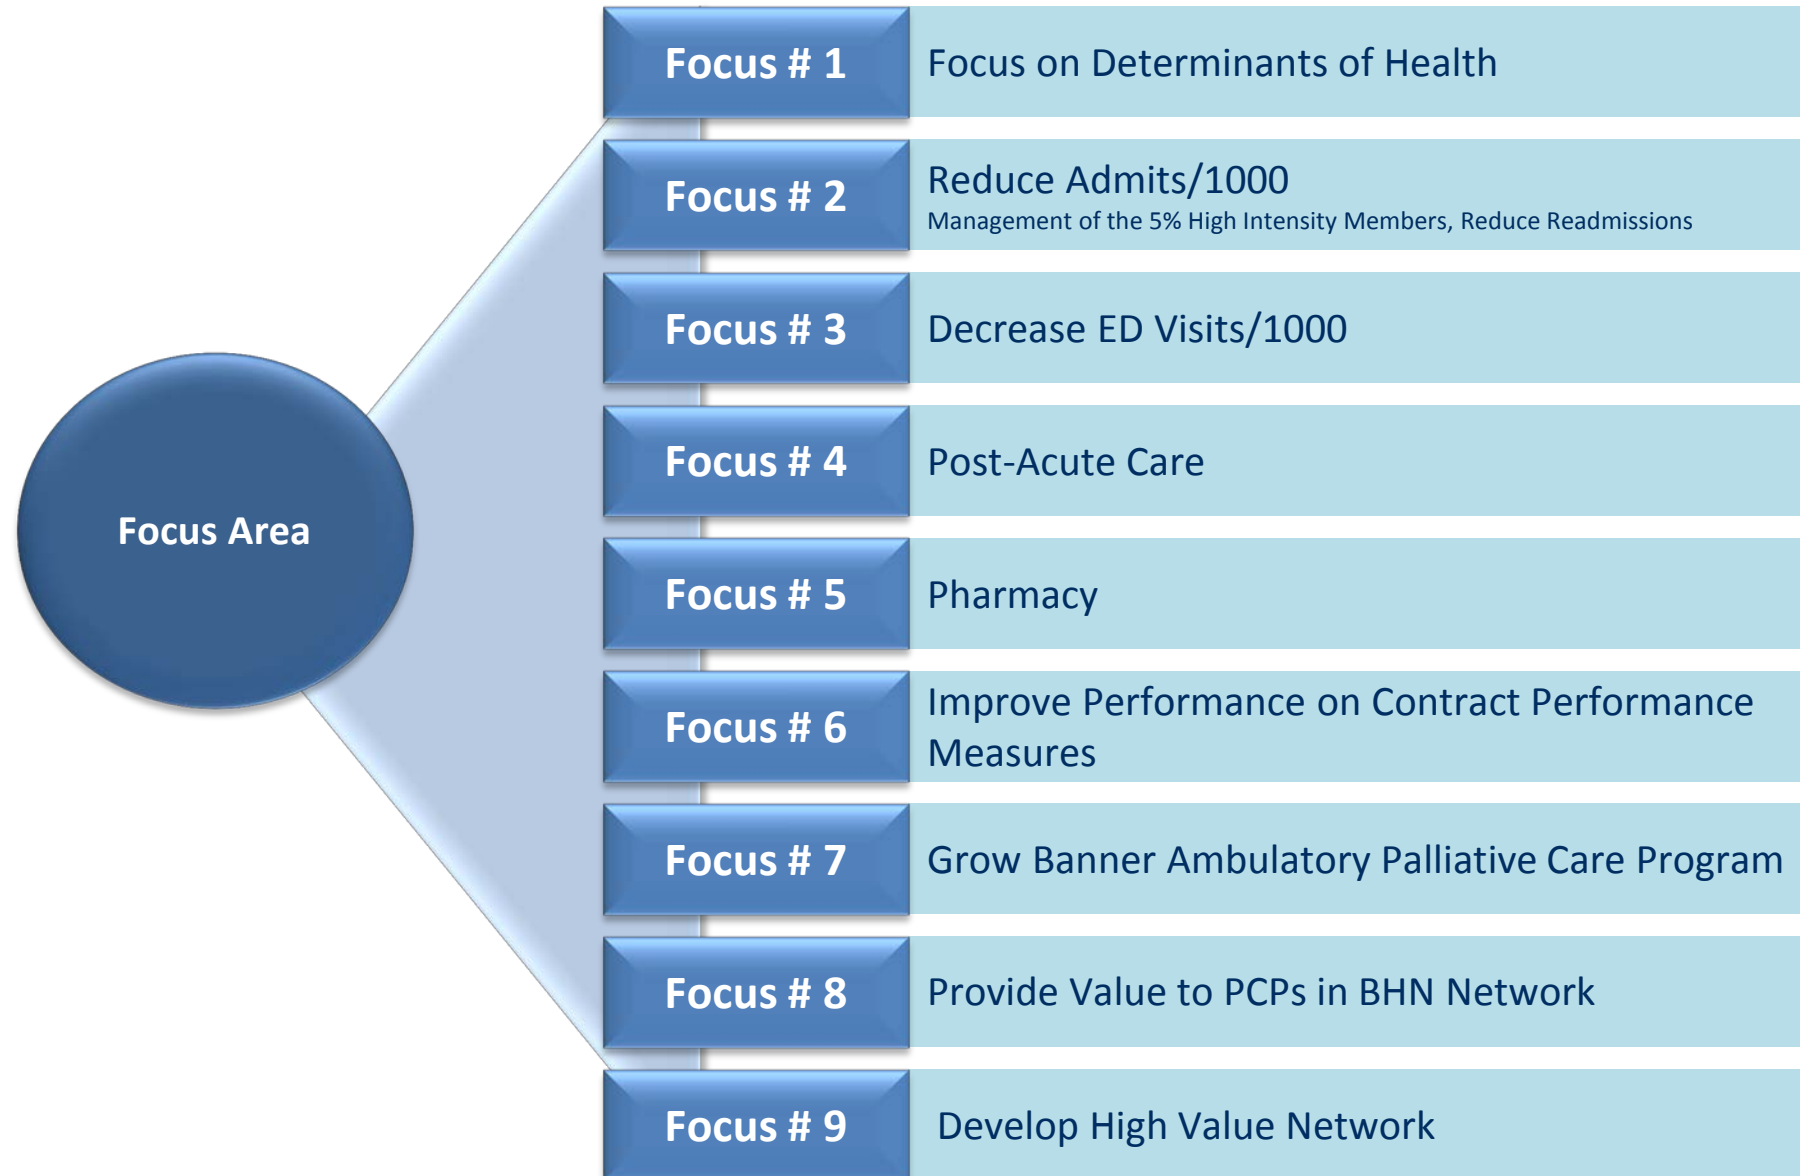 Focus Area
Focus # 1
Focus on Determinants of Health
Focus # 2
Reduce Admits/1000
Management of the 5% High Intensity Members, Reduce Readmissions
Focus # 3
Decrease ED Visits/1000
Focus # 4
Post-Acute Care
Focus # 5
Pharmacy
Focus # 6
Improve Performance on Contract Performance
Measures
Focus # 7
Grow Banner Ambulatory Palliative Care Program
Focus # 8
Provide Value to PCPs in BHN Network
Focus # 9
Develop High Value Network